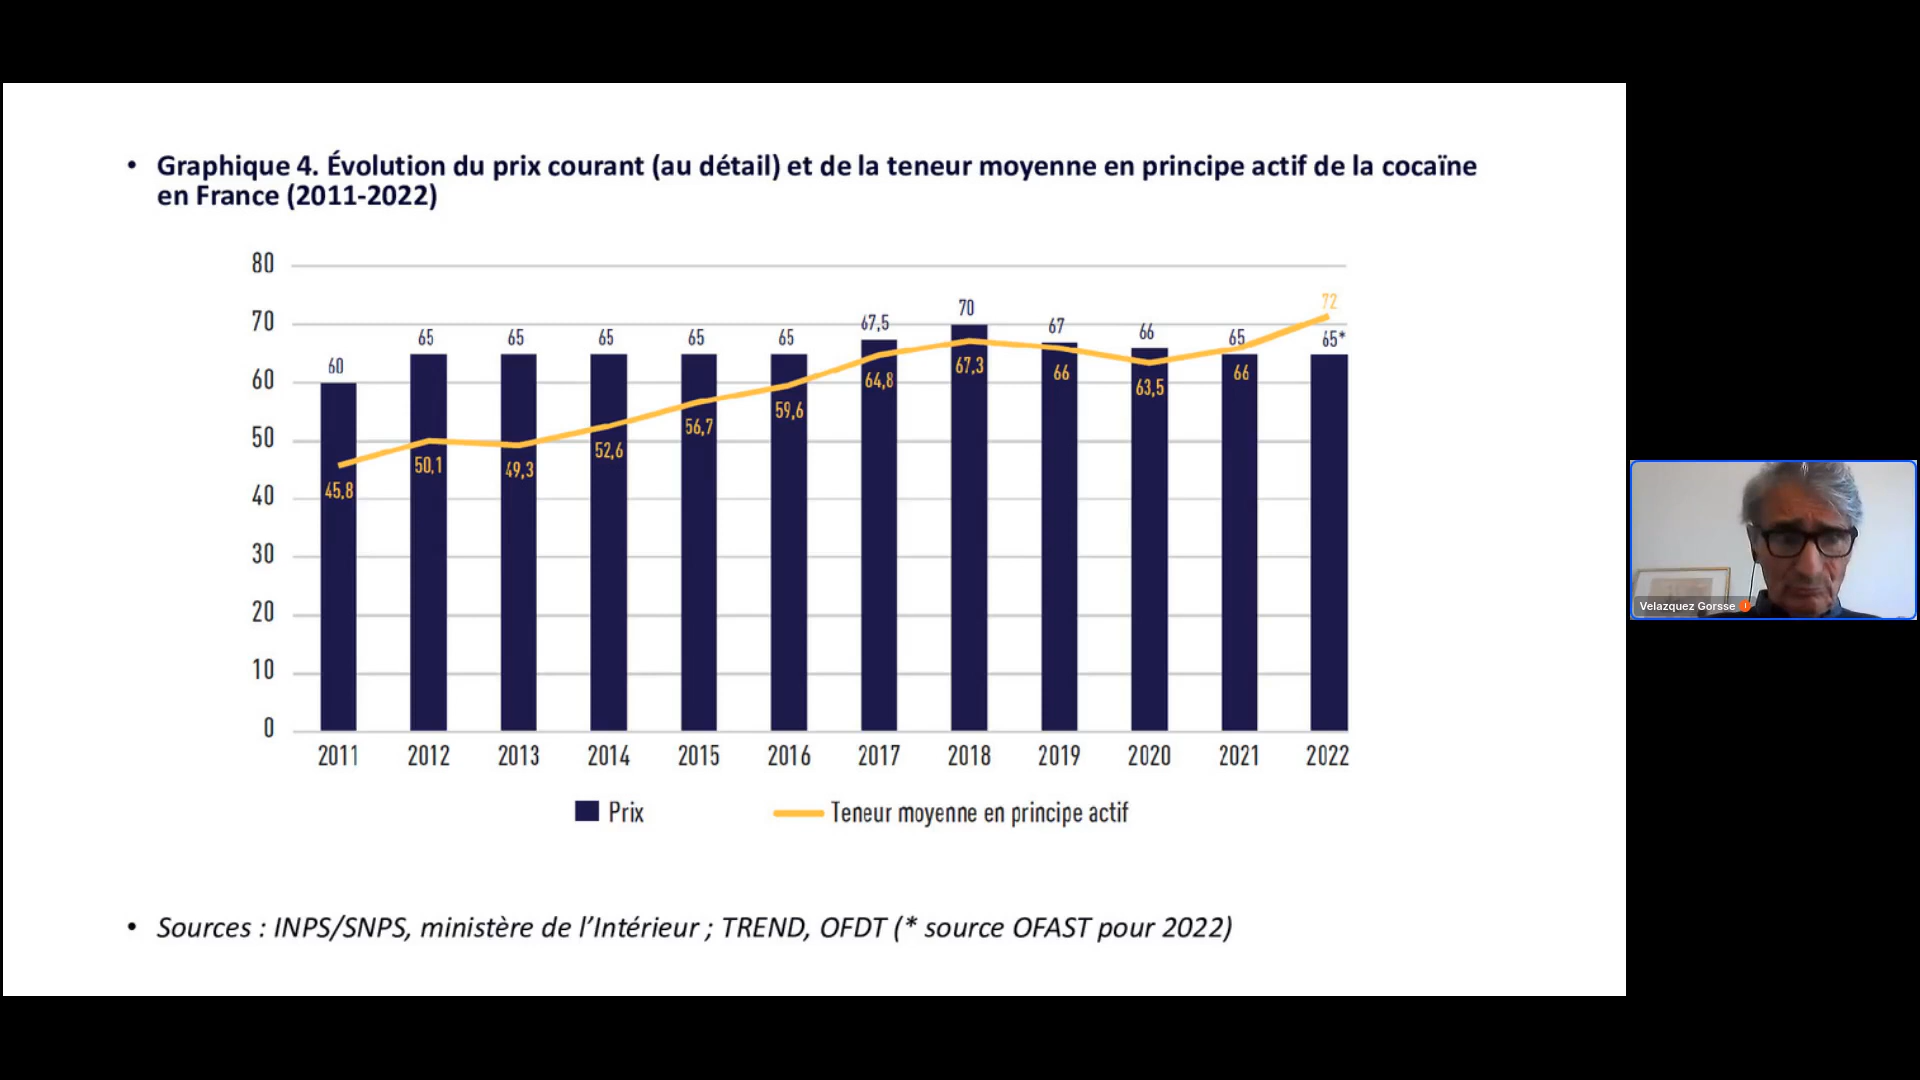 • Graphique 4. Évolution du prix courant (au détail) et de la teneur moyenne en principe actif de la cocaïne
en France (2011-2022)
80
70
60
50
40
30
20
10
0
60 65 65 65 65 65 67,5 70 67 66 65 65*
45,8 50,1 49,3 52,6 56,7 59,6 64,8 67,3 66 63,5 66 72
2011 2012 2013 2014 2015 2016 2017 2018 2019 2020 2021 2022
Prix Teneur moyenne en principe actif
• Sources : INPS/SNPS, ministère de l’Intérieur ; TREND, OFDT (* source OFAST pour 2022)
Velazquez Gorsse